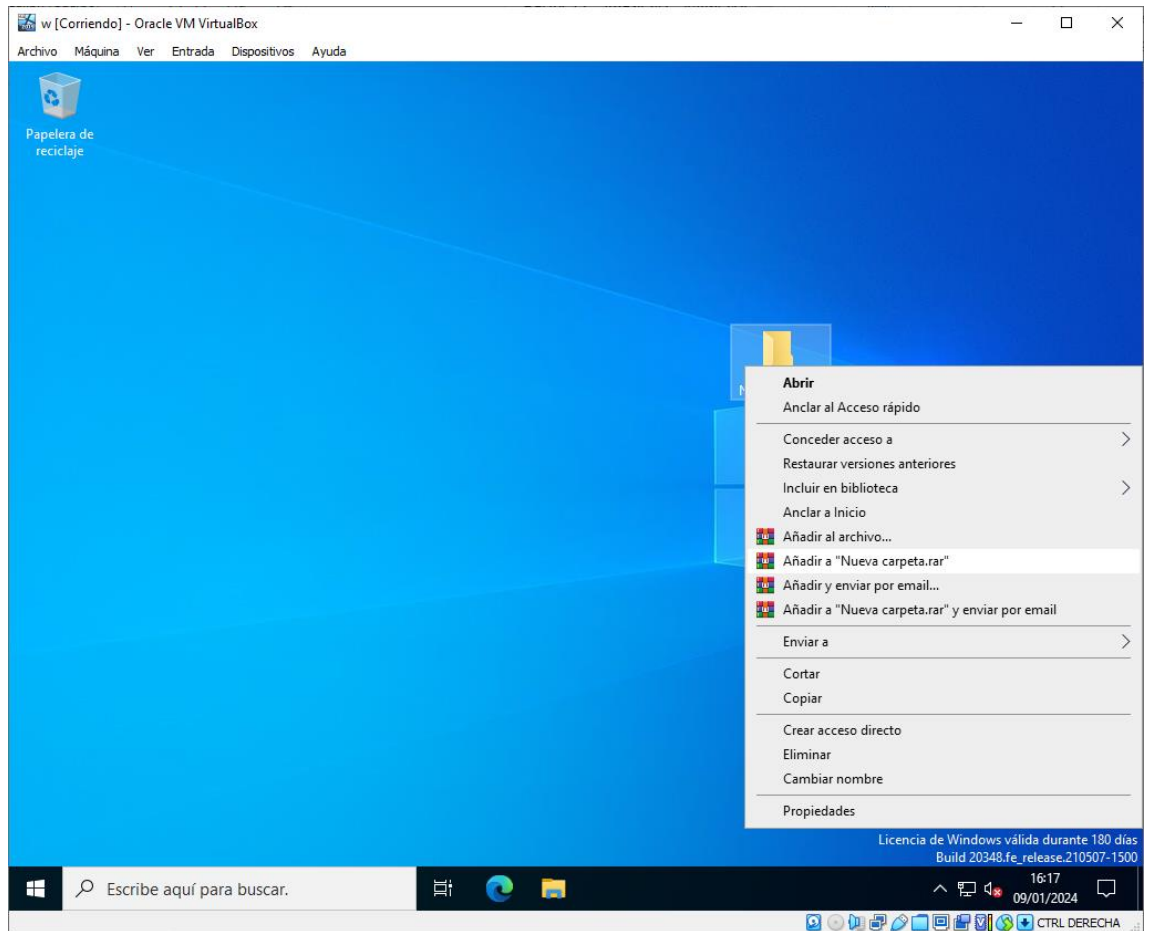 w [Corriendo] - Oracle VM VirtualBox
Archivo Máquina Ver Entrada Dispositivos Ayuda
Papelera de
reciclaje
Abrir
Anclar al Acceso rápido
Conceder acceso a
Restaurar versiones anteriores
Incluir en biblioteca
Anclar a Inicio
Añadir al archivo...
Añadir a "Nueva carpeta.rar"
Añadir y enviar por email...
Añadir a "Nueva carpeta.rar" y enviar por email
Enviar a
Cortar
Copiar
Crear acceso directo
Eliminar
Cambiar nombre
Propiedades
Licencia de Windows válida durante 180 días
Build 20348.fe_release.210507-1500
Escribe aquí para buscar.
16:17
09/01/2024
CTRL DERECHA